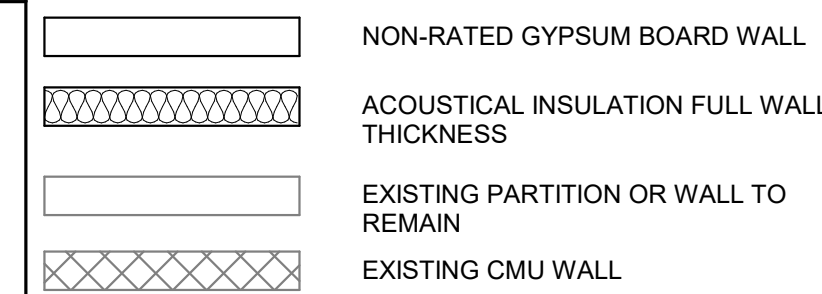 NON-RATED GYPSUM BOARD WALL
ACOUSTICAL INSULATION FULL WALL
THICKNESS
EXISTING PARTITION OR WALL TO
REMAIN
EXISTING CMU WALL